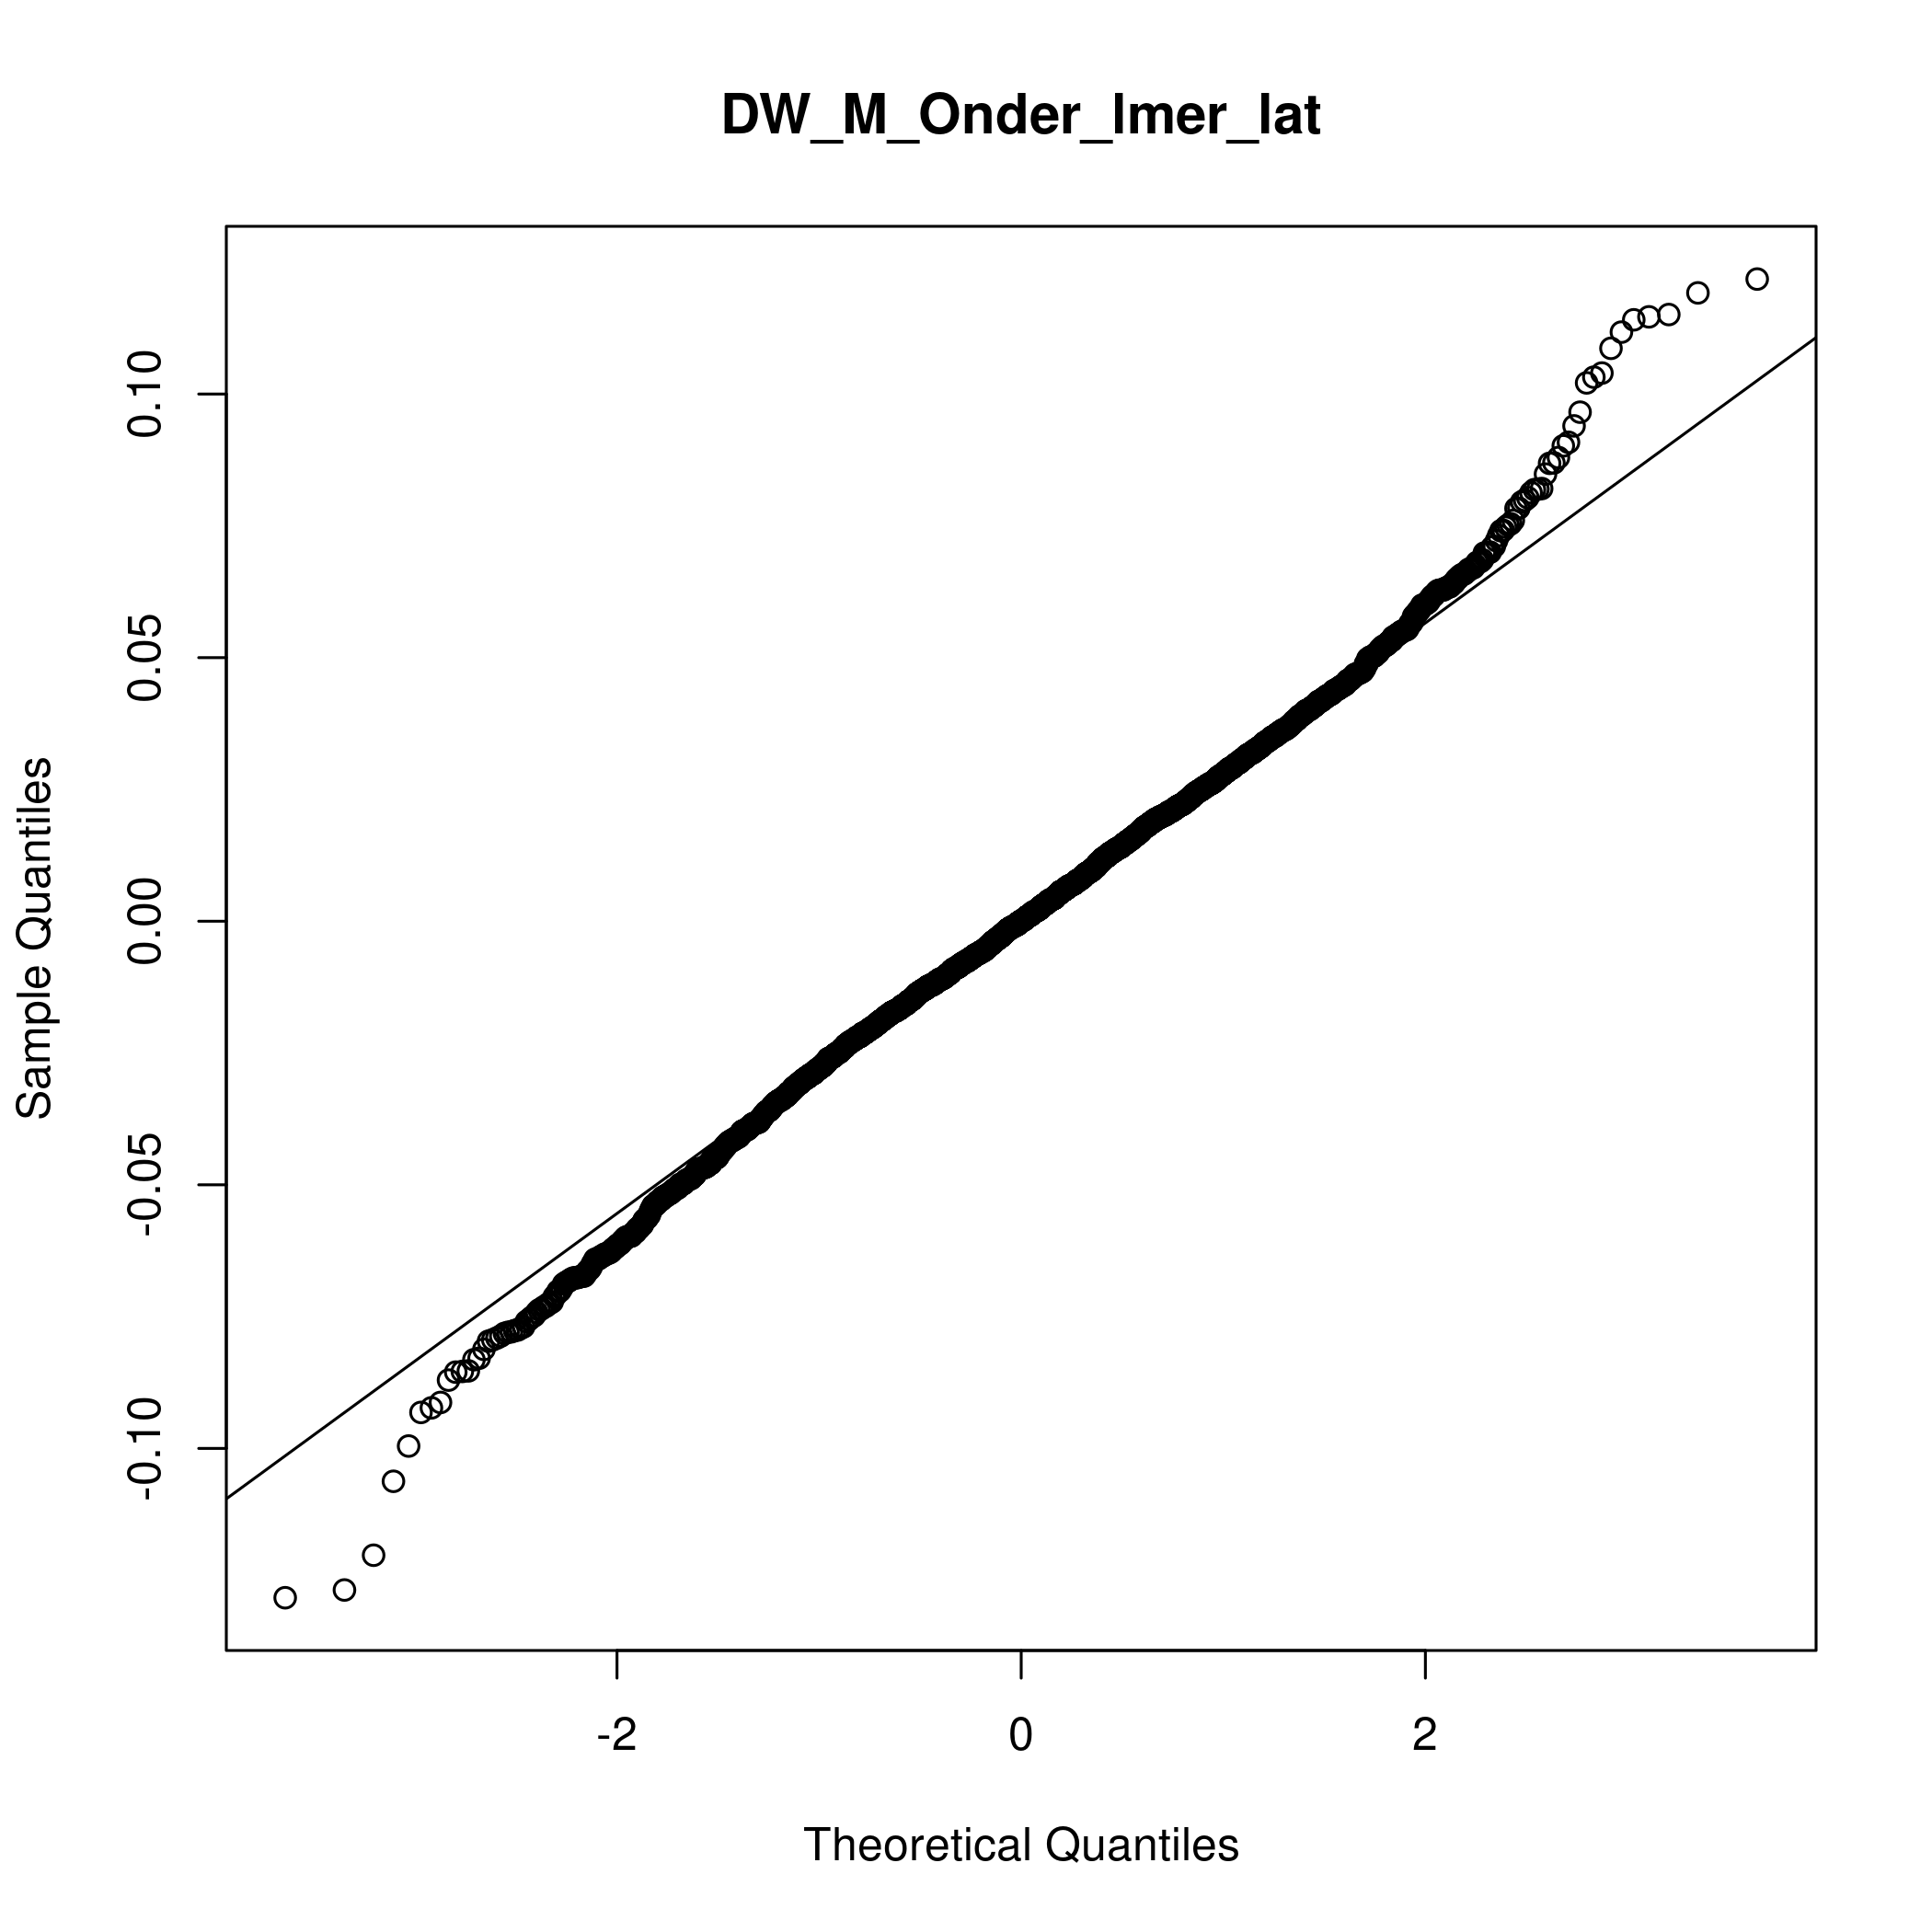 DW_M_Onder_lmer_lat
0.10
0.05
0.00
-0.05
-0.10
Sample Quantiles
-2 0 2
Theoretical Quantiles